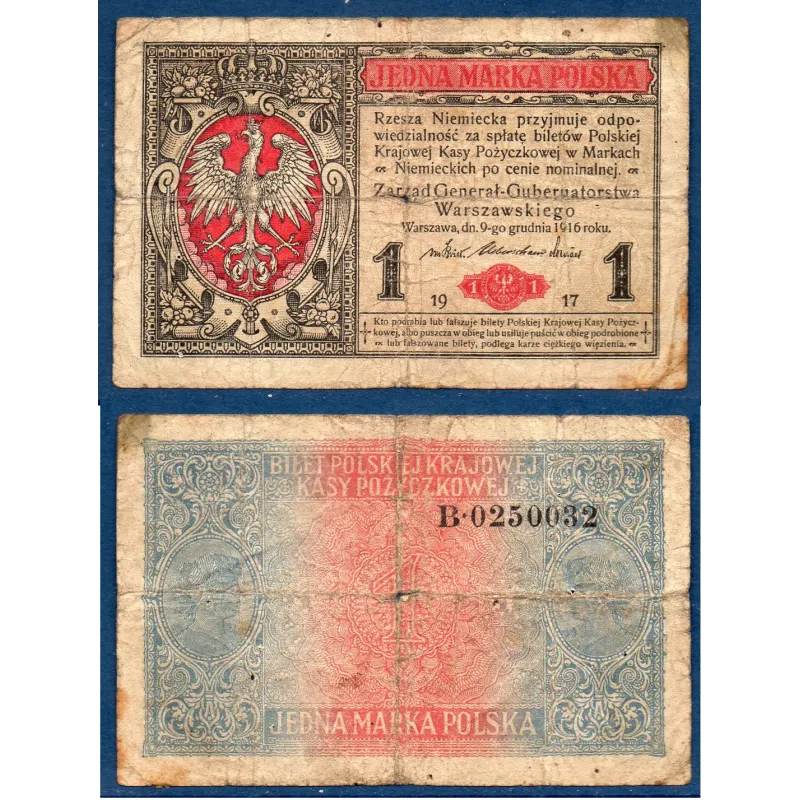 JEDNA MARKA POLSKA
Rzesza Niemiecka przyjmuje odpo-
wiedzialność za spłatę biletów Polskiej
Krajowej Kasy Pożyczkowej w Markach
Niemieckich po cenie nominalnej.
Zarząd Generał-Gubernatorstwa
Warszawskiego
Warszawa, dn. 9-go grudnia 1916 roku.
1 1
19 1 1 17
Kto podrabia lub fałszuje bilety Polskiej Krajowej Kasy Pożycz-
kowej, albo puszcza w obieg lub usiłuje puścić w obieg podrobione
lub fałszowane bilety, podlega karze ciężkiego więzienia.
BILET POLSKIEJ KRAJOWEJ
KASY POŻYCZKOWEJ
B·0250032
1
JEDNA MARKA POLSKA